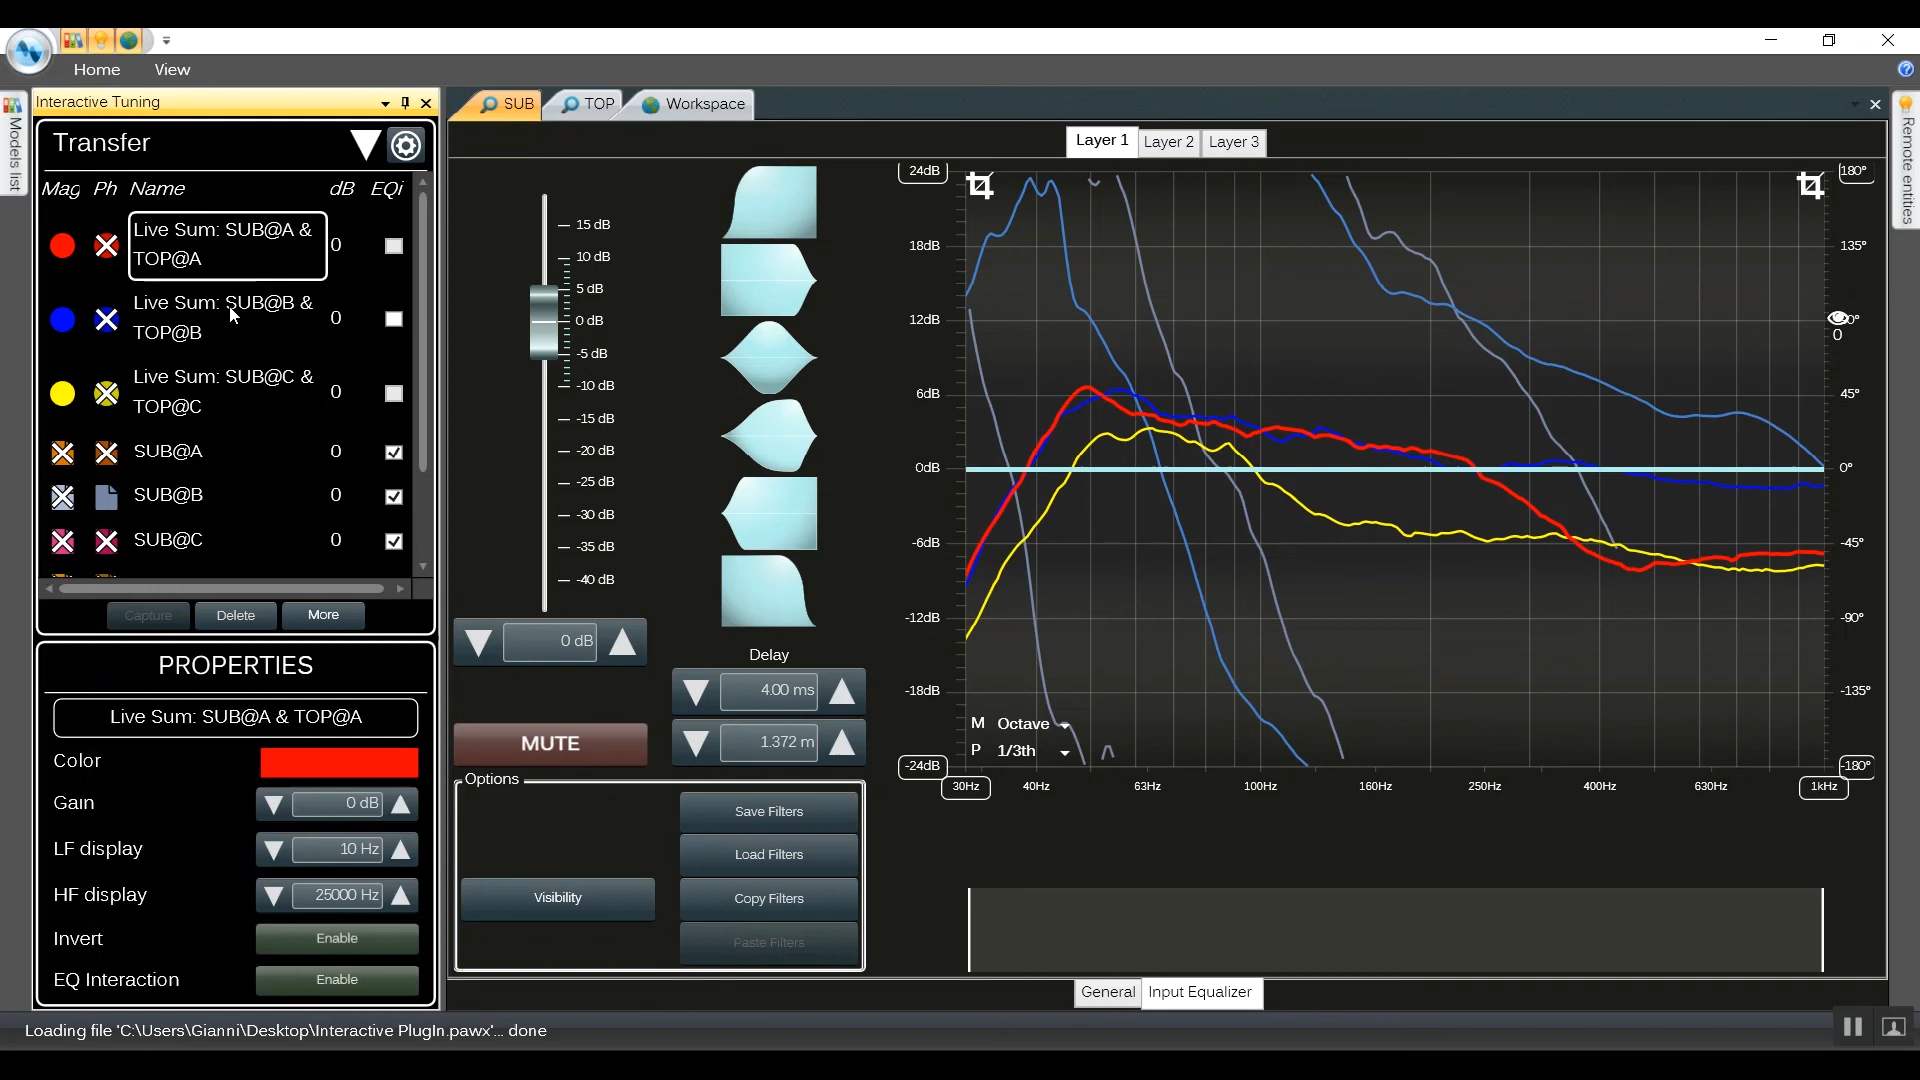 Home
View
Models list
Interactive Tuning
SUB
TOP
Workspace
Remote entities
Transfer
Layer 1
Layer 2
Layer 3
Mag Ph Name dB EQi
Live Sum: SUB@A &
TOP@A
0
Live Sum: SUB@B &
TOP@B
0
Live Sum: SUB@C &
TOP@C
0
SUB@A 0
SUB@B 0
SUB@C 0
Capture
Delete
More
PROPERTIES
Live Sum: SUB@A & TOP@A
Color
Gain 0 dB
LF display 10 Hz
HF display 25000 Hz
Invert Enable
EQ Interaction Enable
15 dB
10 dB
5 dB
0 dB
-5 dB
-10 dB
-15 dB
-20 dB
-25 dB
-30 dB
-35 dB
-40 dB
0 dB
MUTE
Delay
4.00 ms
1.372 m
Options
Visibility
Save Filters
Load Filters
Copy Filters
Paste Filters
24dB
18dB
12dB
6dB
0dB
-6dB
-12dB
-18dB
-24dB
180°
135°
0
45°
0°
-45°
-90°
-135°
-180°
M Octave
P 1/3th
30Hz
40Hz
63Hz
100Hz
160Hz
250Hz
400Hz
630Hz
1kHz
General
Input Equalizer
Loading file 'C:\Users\Gianni\Desktop\Interactive PlugIn.pawx'... done